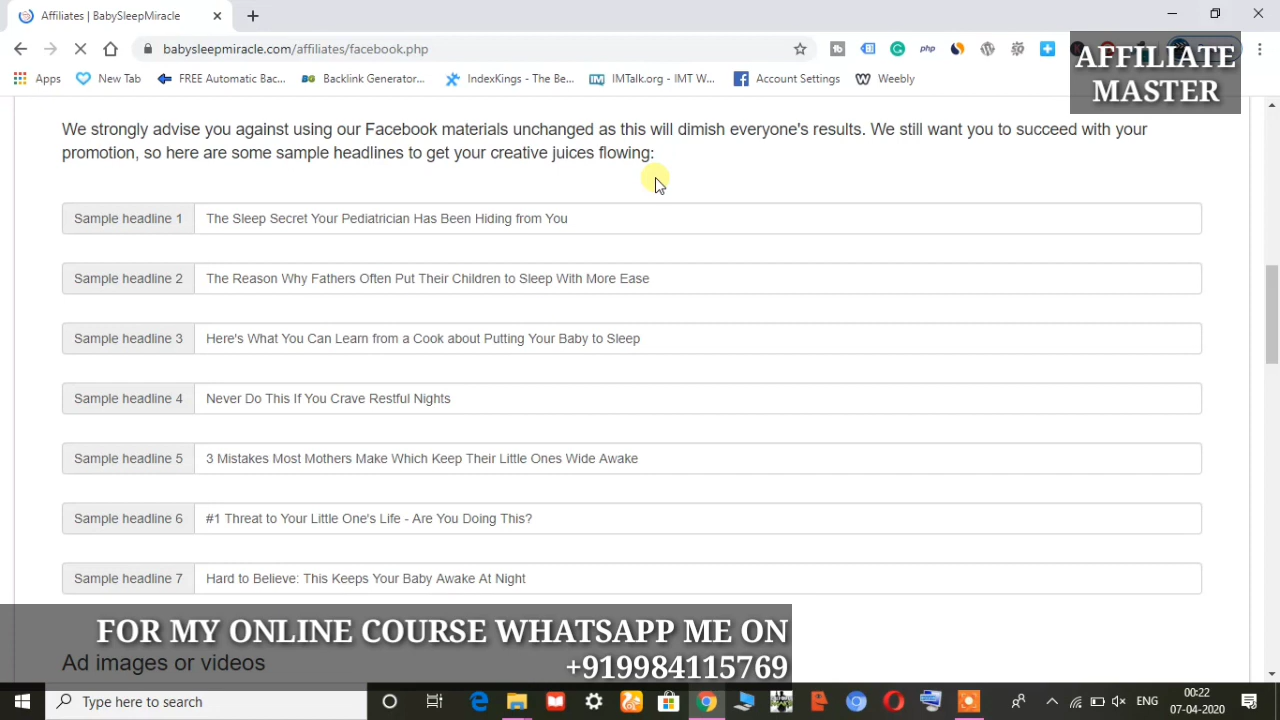 Affiliates | BabySleepMiracle
babysleepmiracle.com/affiliates/facebook.php
php
Apps
New Tab
FREE Automatic Bac...
BG
Backlink Generator...
IndexKings - The Be...
IM
IMTalk.org - IMT W...
Account Settings
Weebly
AFFILIATE
MASTER
We strongly advise you against using our Facebook materials unchanged as this will dimish everyone's results. We still want you to succeed with your
promotion, so here are some sample headlines to get your creative juices flowing:
Sample headline 1 The Sleep Secret Your Pediatrician Has Been Hiding from You
Sample headline 2 The Reason Why Fathers Often Put Their Children to Sleep With More Ease
Sample headline 3 Here's What You Can Learn from a Cook about Putting Your Baby to Sleep
Sample headline 4 Never Do This If You Crave Restful Nights
Sample headline 5 3 Mistakes Most Mothers Make Which Keep Their Little Ones Wide Awake
Sample headline 6 #1 Threat to Your Little One's Life - Are You Doing This?
Sample headline 7 Hard to Believe: This Keeps Your Baby Awake At Night
FOR MY ONLINE COURSE WHATSAPP ME ON
+919984115769
Ad images or videos
Type here to search
ENG
00:22
07-04-2020